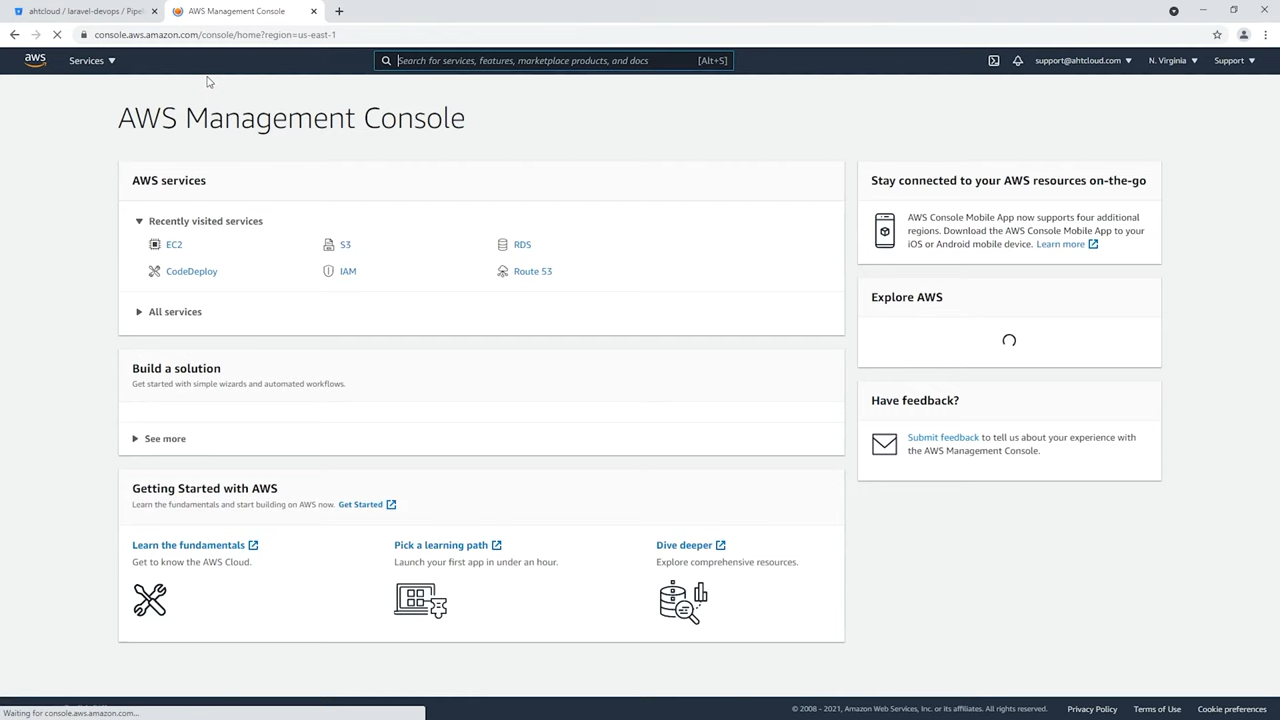 ahtcloud / laravel-devops / Pipel
AWS Management Console
console.aws.amazon.com/console/home?region=us-east-1
aws
Services
Search for services, features, marketplace products, and docs
[Alt+S]
support@ahtcloud.com
N. Virginia
Support
AWS Management Console
AWS services
Recently visited services
EC2
S3
RDS
CodeDeploy
IAM
Route 53
All services
Build a solution
Get started with simple wizards and automated workflows.
See more
Getting Started with AWS
Learn the fundamentals and start building on AWS now. Get Started
Learn the fundamentals
Get to know the AWS Cloud.
Pick a learning path
Launch your first app in under an hour.
Dive deeper
Explore comprehensive resources.
Stay connected to your AWS resources on-the-go
AWS Console Mobile App now supports four additional
regions. Download the AWS Console Mobile App to your
iOS or Android mobile device. Learn more
Explore AWS
Have feedback?
Submit feedback to tell us about your experience with
the AWS Management Console.
Waiting for console.aws.amazon.com...
© 2008 - 2021, Amazon Web Services, Inc. or its affiliates. All rights reserved.
Privacy Policy
Terms of Use
Cookie preferences